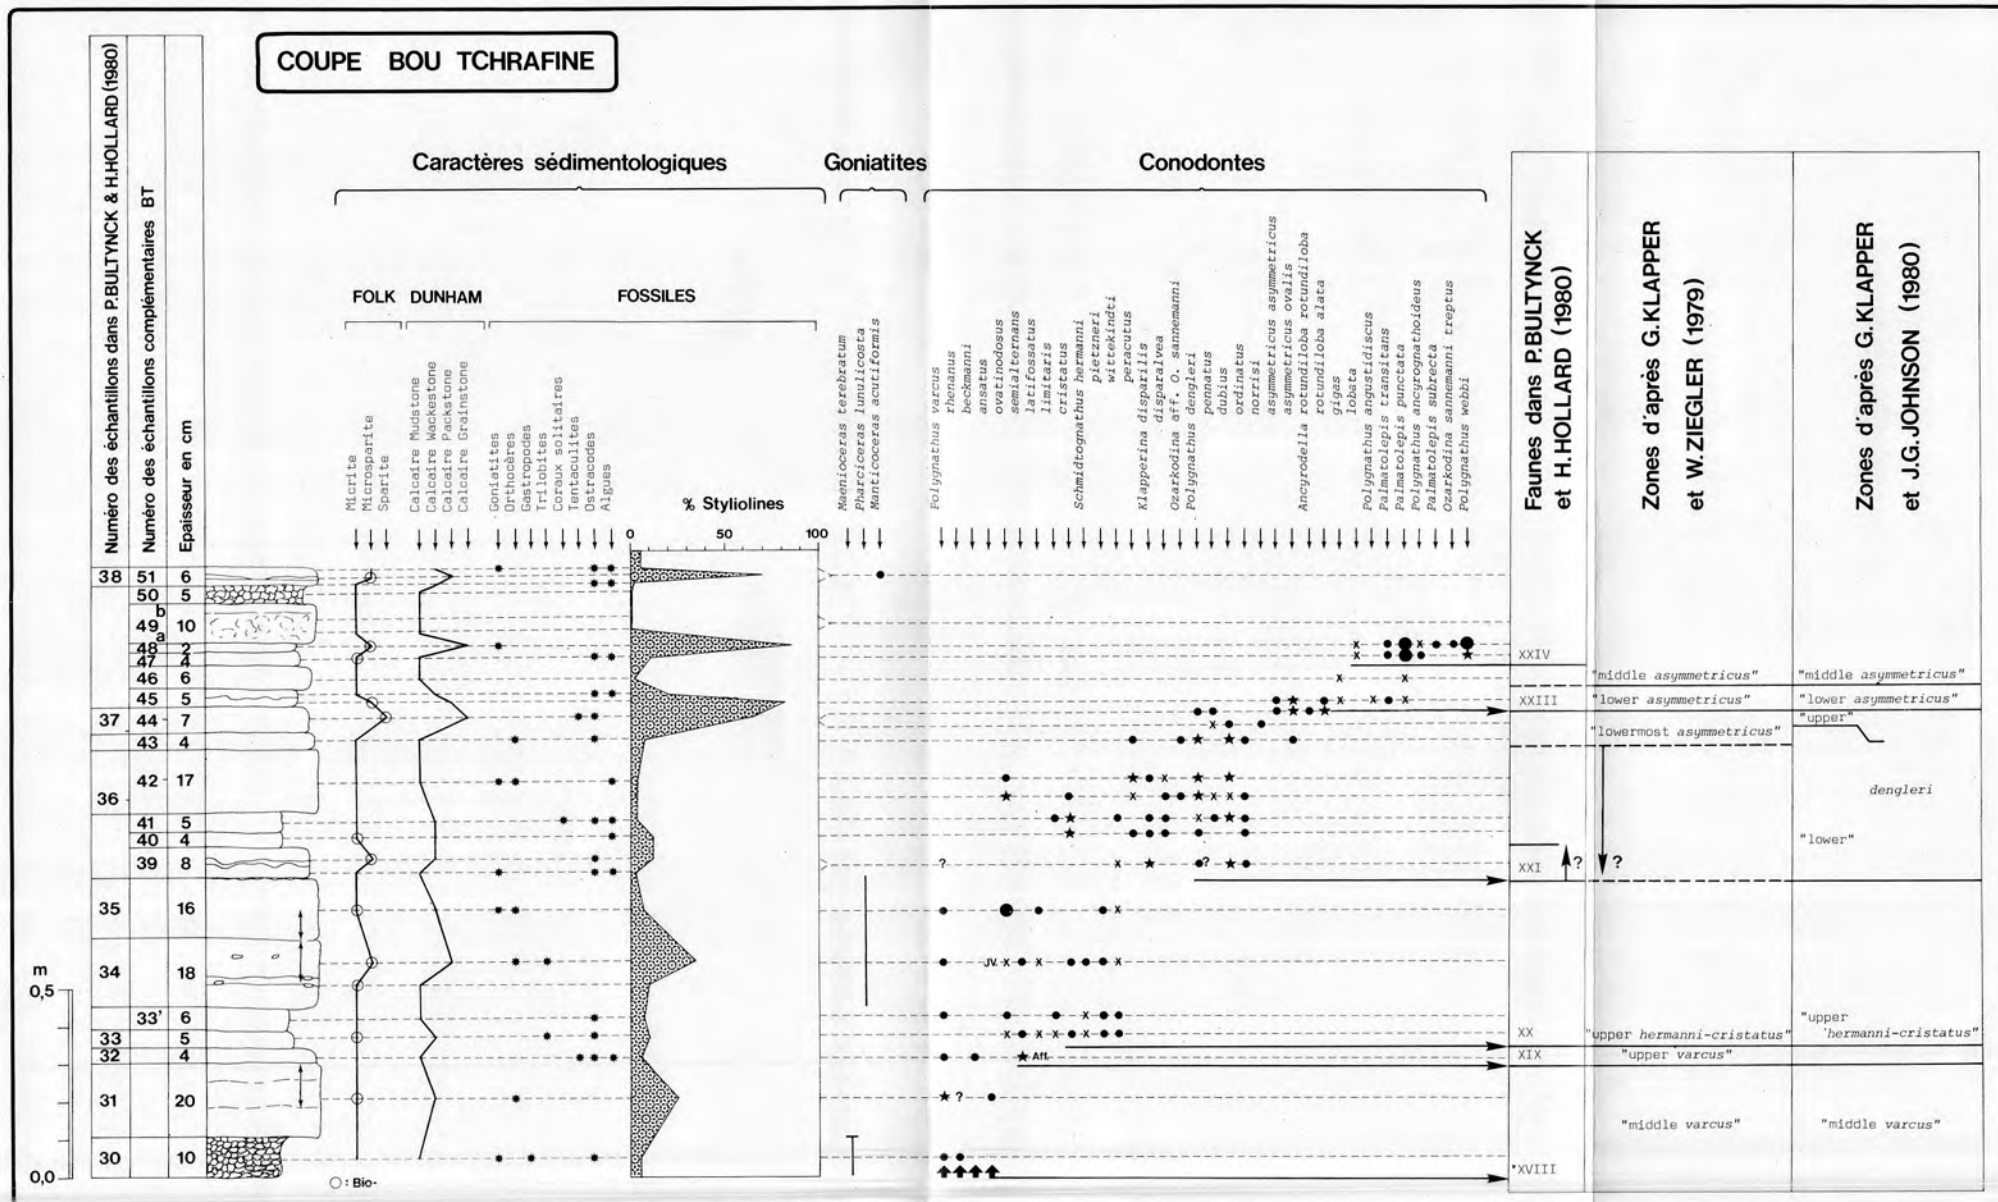 COUPE BOU TCHRAFINE
Numéro des échantillons dans P.BULTYNCK & H.HOLLARD (1980)
Numéro des échantillons complémentaires BT
Epaisseur en cm
Caractères sédimentologiques
Goniatites
Conodontes
FOLK
DUNHAM
FOSSILES
Micrite
Microsparite
Sparite
Calcaire Mudstone
Calcaire Wackestone
Calcaire Packstone
Calcaire Grainstone
Goniatites
Orthocères
Gastropodes
Trilobites
Coraux solitaires
Tentaculites
Ostracodes
Algues
% Styliolines
0 50 100
Maenioceras terebratum
Pharciceras lunulicosta
Manticoceras acutiformis
Polygnathus varcus
rhenanus
beckmanni
ansatus
ovatinodosus
semialternans
latifossatus
limitaris
cristatus
Schmidtognathus hermanni
pietzneri
wittekindti
peracutus
Klapperina disparilis
disparalvea
Ozarkodina aff. O. sannemanni
Polygnathus dengleri
pennatus
dubius
ordinatus
norrisi
asymmetricus asymmetricus
asymmetricus ovalis
Ancyrodella rotundiloba rotundiloba
rotundiloba alata
gigas
lobata
Polygnathus angustidiscus
Palmatolepis transitans
Palmatolepis punctata
Polygnathus ancyrognathoideus
Palmatolepis subrecta
Ozarkodina sannemanni treptus
Polygnathus webbi
Faunes dans P.BULTYNCK
et H.HOLLARD (1980)
Zones d'après G.KLAPPER
et W.ZIEGLER (1979)
Zones d'après G.KLAPPER
et J.G.JOHNSON (1980)
38 51 6
50 5
b
49 10
a
48 2
47 4
XXIV
46 6
"middle asymmetricus" "middle asymmetricus"
45 5
XXIII "lower asymmetricus" "lower asymmetricus"
37 44 7
"upper"
"lowermost asymmetricus"
43 4
42 17
36
dengleri
41 5
40 4
"lower"
39 8
? ? XXI ? ?
35 16
34 18
JV
m
0,5
33' 6
"upper
33 5
XX "upper hermanni-cristatus" hermanni-cristatus"
32 4
Aff.
XIX "upper varcus"
31 20
?
"middle varcus" "middle varcus"
30 10
XVIII
0,0
○ : Bio-